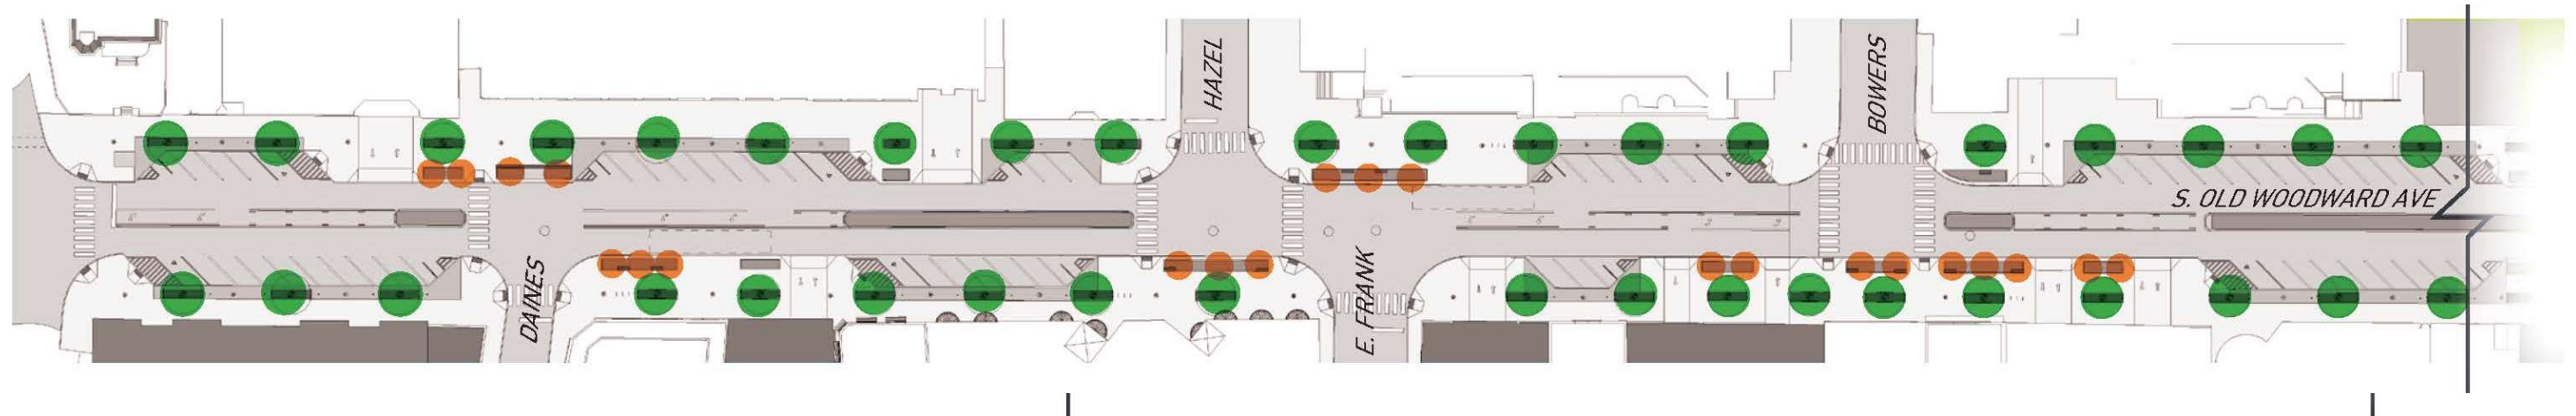 HAZEL
BOWERS
S. OLD WOODWARD AVE
DAINES
E. FRANK